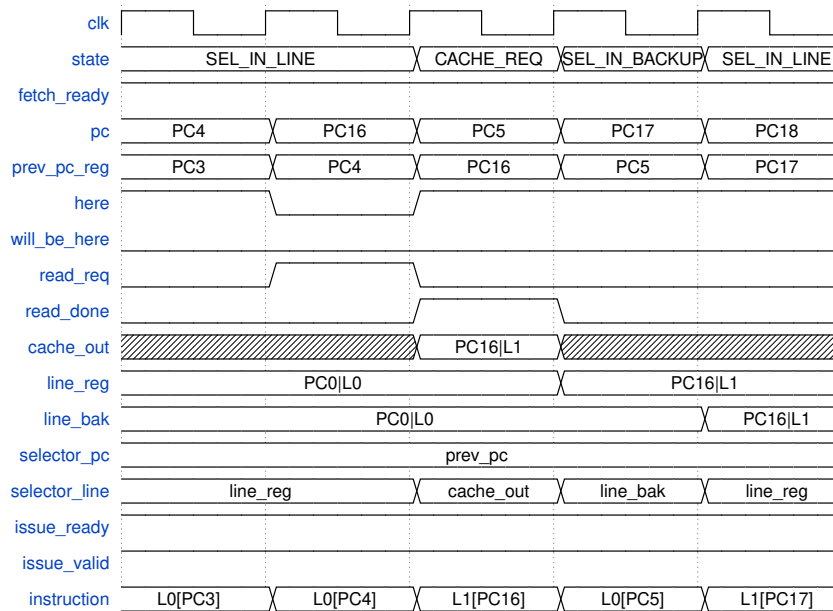 clk
state SEL_IN_LINE CACHE_REQ SEL_IN_BACKUP SEL_IN_LINE
fetch_ready
pc PC4 PC16 PC5 PC17 PC18
prev_pc_reg PC3 PC4 PC16 PC5 PC17
here
will_be_here
read_req
read_done
cache_out PC16|L1
line_reg PC0|L0 PC16|L1
line_bak PC0|L0 PC16|L1
selector_pc prev_pc
selector_line line_reg cache_out line_bak line_reg
issue_ready
issue_valid
instruction L0[PC3] L0[PC4] L1[PC16] L0[PC5] L1[PC17]